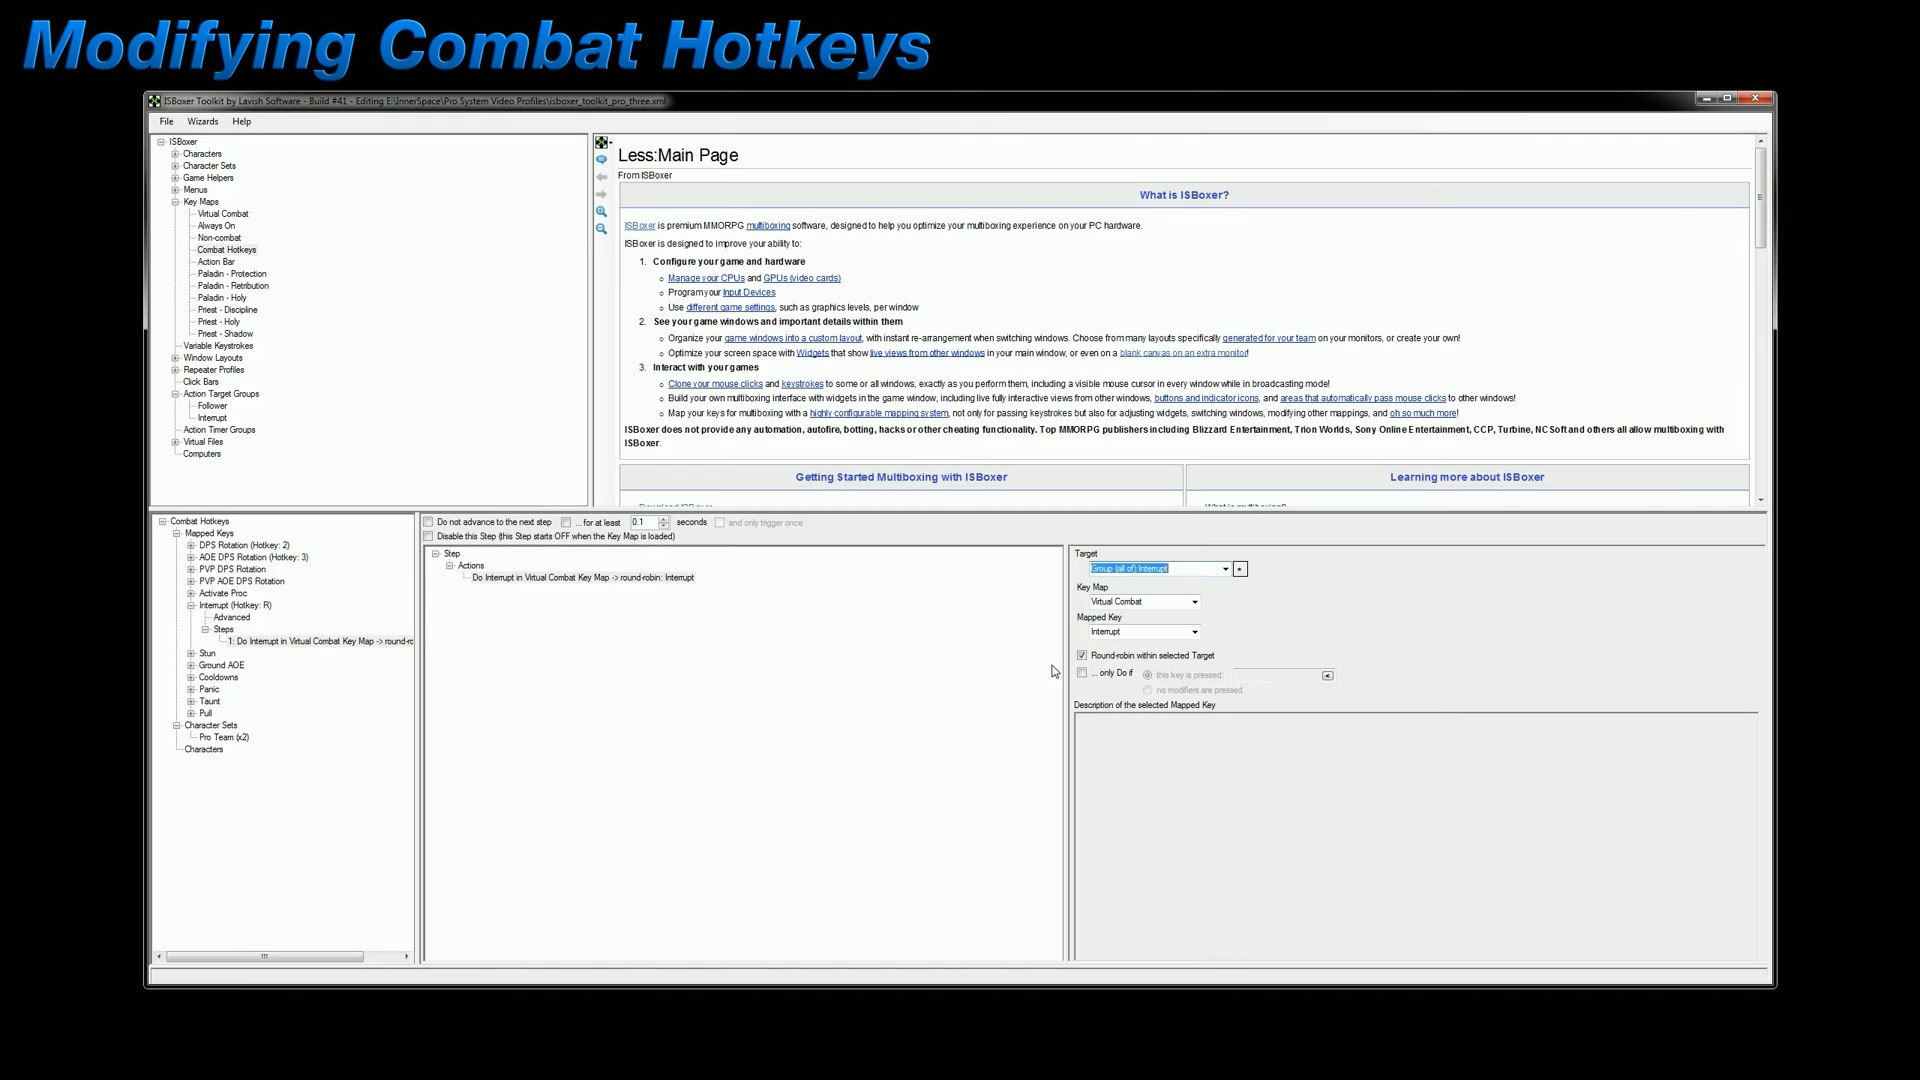 Modifying Combat Hotkeys
ISBoxer Toolkit by Lavish Software - Build #41 - Editing E:\InnerSpace\Pro System Video Profiles\isboxer_toolkit_pro_three.xml
File Wizards Help
ISBoxer
Characters
Character Sets
Game Helpers
Menus
Key Maps
Virtual Combat
Always On
Non-combat
Combat Hotkeys
Action Bar
Paladin - Protection
Paladin - Retribution
Paladin - Holy
Priest - Discipline
Priest - Holy
Priest - Shadow
Variable Keystrokes
Window Layouts
Repeater Profiles
Click Bars
Action Target Groups
Follower
Interrupt
Action Timer Groups
Virtual Files
Computers
Less:Main Page
From ISBoxer
What is ISBoxer?
ISBoxer is premium MMORPG multiboxing software, designed to help you optimize your multiboxing experience on your PC hardware.
ISBoxer is designed to improve your ability to:
1. Configure your game and hardware
Manage your CPUs and GPUs (video cards)
Program your Input Devices
Use different game settings, such as graphics levels, per window
2. See your game windows and important details within them
Organize your game windows into a custom layout, with instant re-arrangement when switching windows. Choose from many layouts specifically generated for your team on your monitors, or create your own!
Optimize your screen space with Widgets that show live views from other windows in your main window, or even on a blank canvas on an extra monitor!
3. Interact with your games
Clone your mouse clicks and keystrokes to some or all windows, exactly as you perform them, including a visible mouse cursor in every window while in broadcasting mode!
Build your own multiboxing interface with widgets in the game window, including live fully interactive views from other windows, buttons and indicator icons, and areas that automatically pass mouse clicks to other windows!
Map your keys for multiboxing with a highly configurable mapping system, not only for passing keystrokes but also for adjusting widgets, switching windows, modifying other mappings, and oh so much more!
ISBoxer does not provide any automation, autofire, botting, hacks or other cheating functionality. Top MMORPG publishers including Blizzard Entertainment, Trion Worlds, Sony Online Entertainment, CCP, Turbine, NCSoft and others all allow multiboxing with
ISBoxer.
Getting Started Multiboxing with ISBoxer
Learning more about ISBoxer
Combat Hotkeys
Mapped Keys
DPS Rotation (Hotkey: 2)
AOE DPS Rotation (Hotkey: 3)
PVP DPS Rotation
PVP AOE DPS Rotation
Activate Proc
Interrupt (Hotkey: R)
Advanced
Steps
1: Do Interrupt in Virtual Combat Key Map -> round-rc
Stun
Ground AOE
Cooldowns
Panic
Taunt
Pull
Character Sets
Pro Team (x2)
Characters
Do not advance to the next step ... for at least 0.1 seconds and only trigger once
Disable this Step (this Step starts OFF when the Key Map is loaded)
Step
Actions
Do Interrupt in Virtual Combat Key Map -> round-robin: Interrupt
Target
Group (all of) Interrupt
Key Map
Virtual Combat
Mapped Key
Interrupt
Round-robin within selected Target
... only Do if this key is pressed:
no modifiers are pressed
Description of the selected Mapped Key